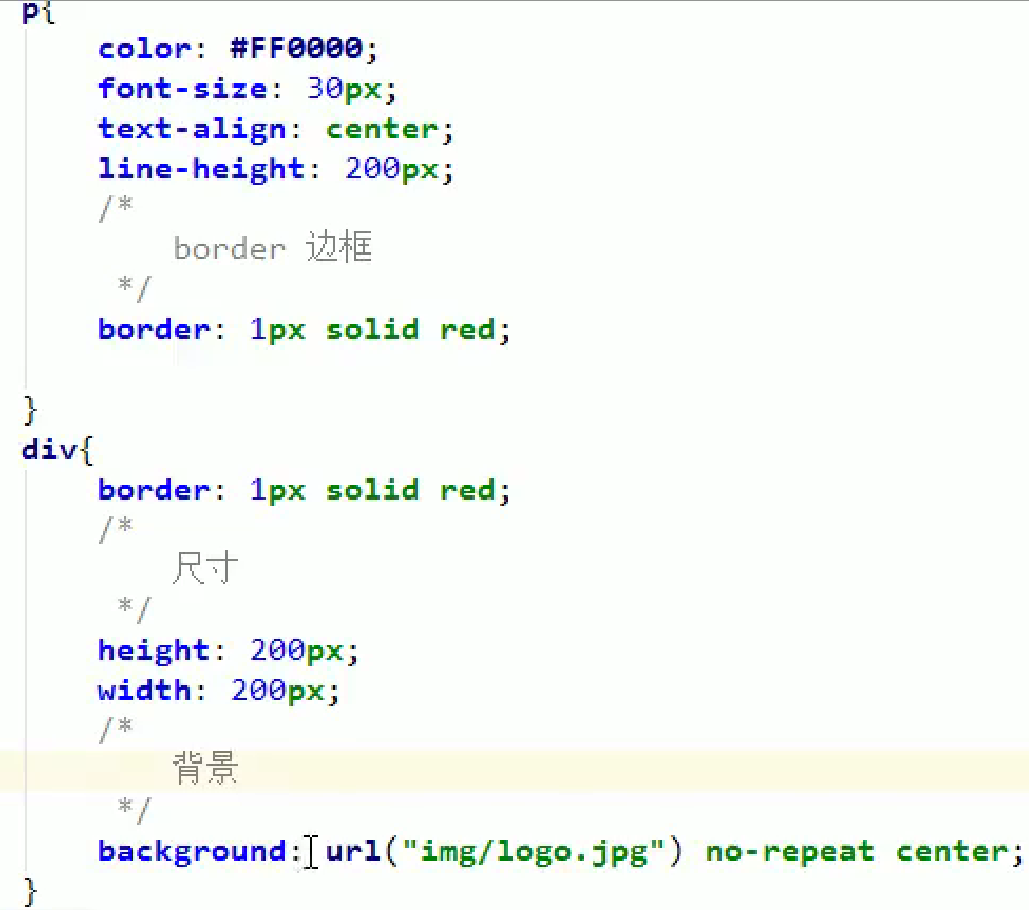 p{
color: #FF0000;
font-size: 30px;
text-align: center;
line-height: 200px;
/*
border 边框
*/
border: 1px solid red;
}
div{
border: 1px solid red;
/*
尺寸
*/
height: 200px;
width: 200px;
/*
背景
*/
background: url("img/logo.jpg") no-repeat center;
}